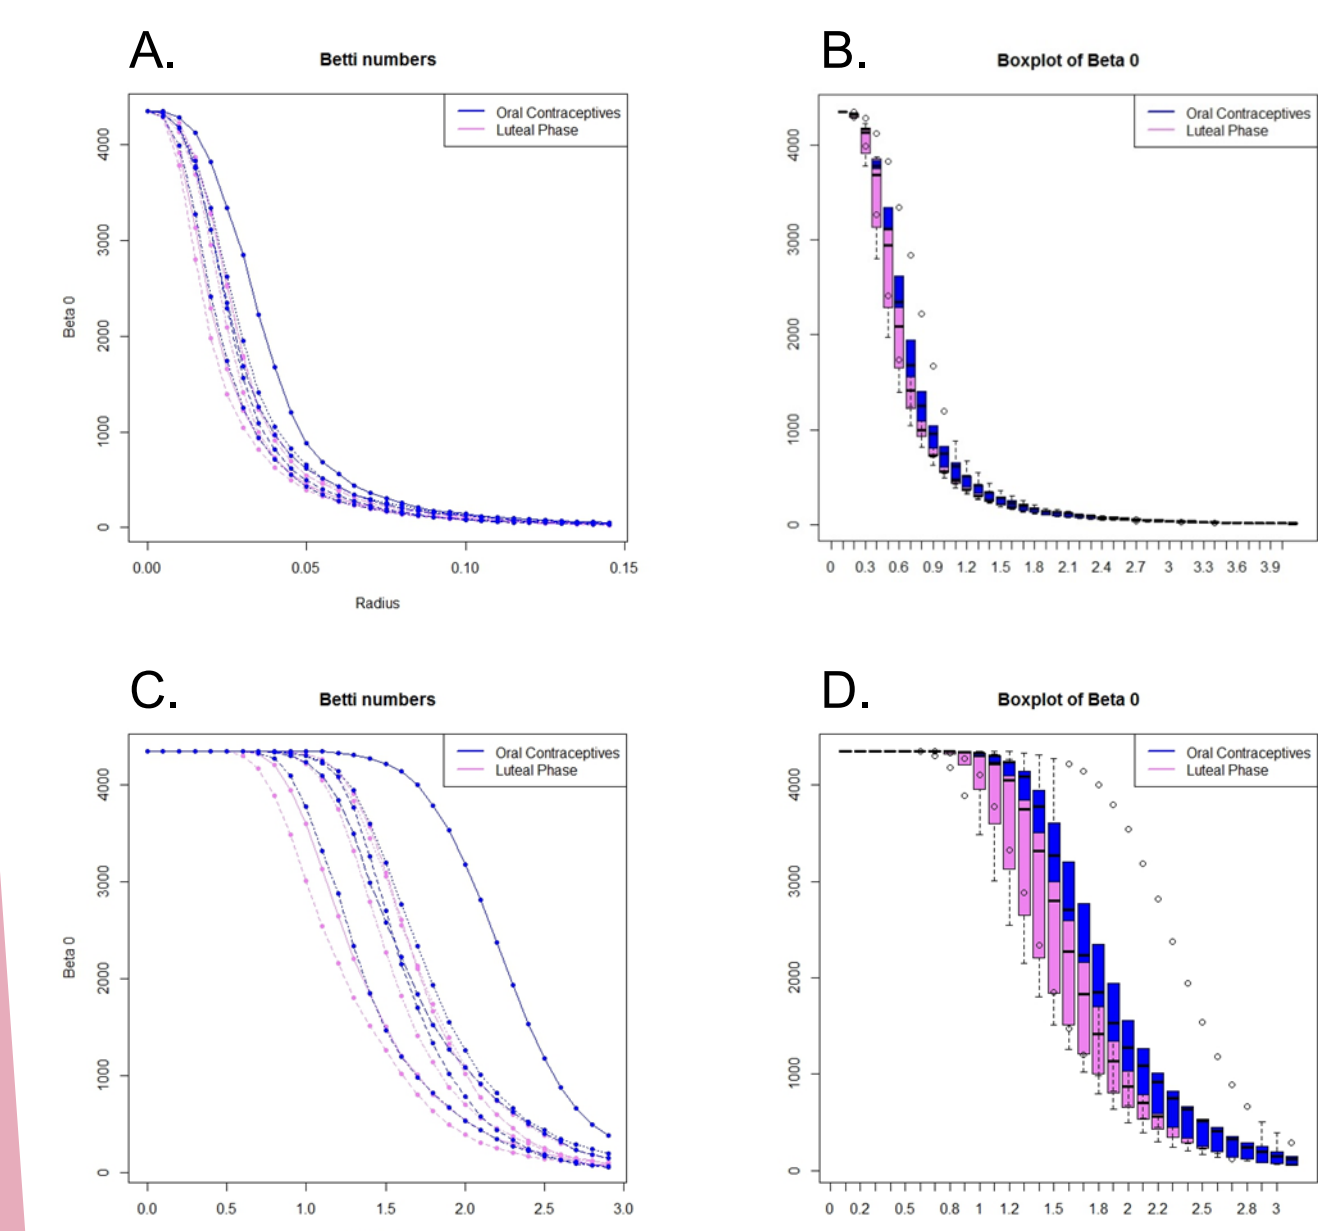 A.
Betti numbers
Oral Contraceptives
Luteal Phase
Beta 0
4000
3000
2000
1000
0
0.00 0.05 0.10 0.15
Radius
B.
Boxplot of Beta 0
Oral Contraceptives
Luteal Phase
4000
3000
2000
1000
0
0 0.3 0.6 0.9 1.2 1.5 1.8 2.1 2.4 2.7 3 3.3 3.6 3.9
C.
Betti numbers
Oral Contraceptives
Luteal Phase
Beta 0
4000
3000
2000
1000
0
0.0 0.5 1.0 1.5 2.0 2.5 3.0
D.
Boxplot of Beta 0
Oral Contraceptives
Luteal Phase
4000
3000
2000
1000
0
0 0.2 0.5 0.8 1 1.2 1.5 1.8 2 2.2 2.5 2.8 3